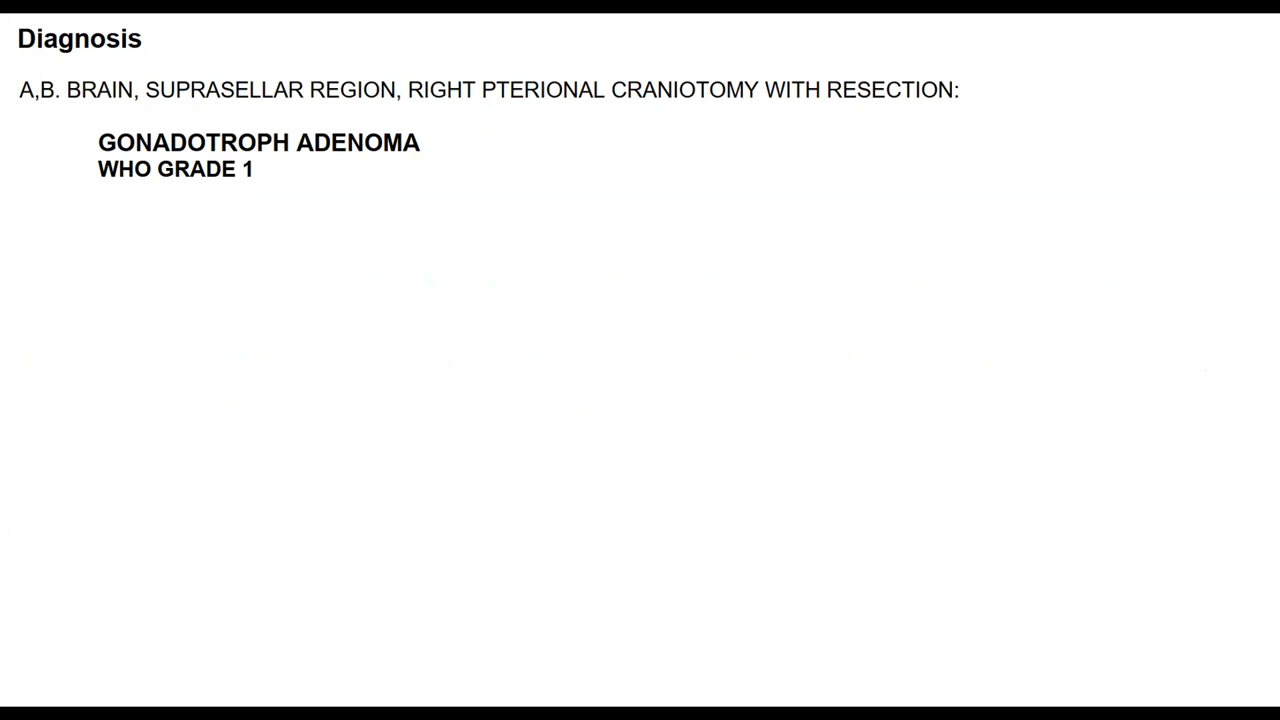 Diagnosis
A,B. BRAIN, SUPRASELLAR REGION, RIGHT PTERIONAL CRANIOTOMY WITH RESECTION:
GONADOTROPH ADENOMA
WHO GRADE 1